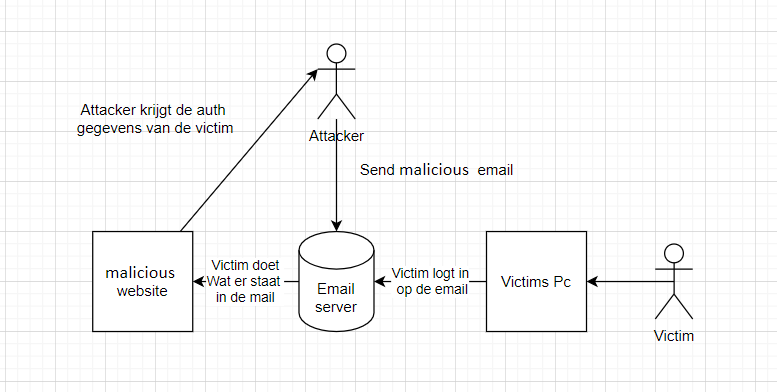 Attacker krijgt de auth
gegevens van de victim
Attacker
Send malicious email
malicious
website
Victim doet
Wat er staat
in de mail
Email
server
Victim logt in
op de email
Victims Pc
Victim